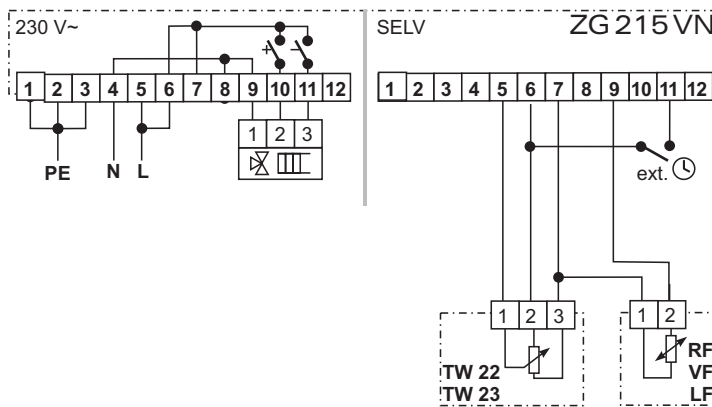 230 V~
SELV
ZG 215 VN
+
−
1 2 3 4 5 6 7 8 9 10 11 12
1 2 3 4 5 6 7 8 9 10 11 12
1 2 3
PE N L
ext.
1 2 3
1 2
TW 22
TW 23
RF
VF
LF